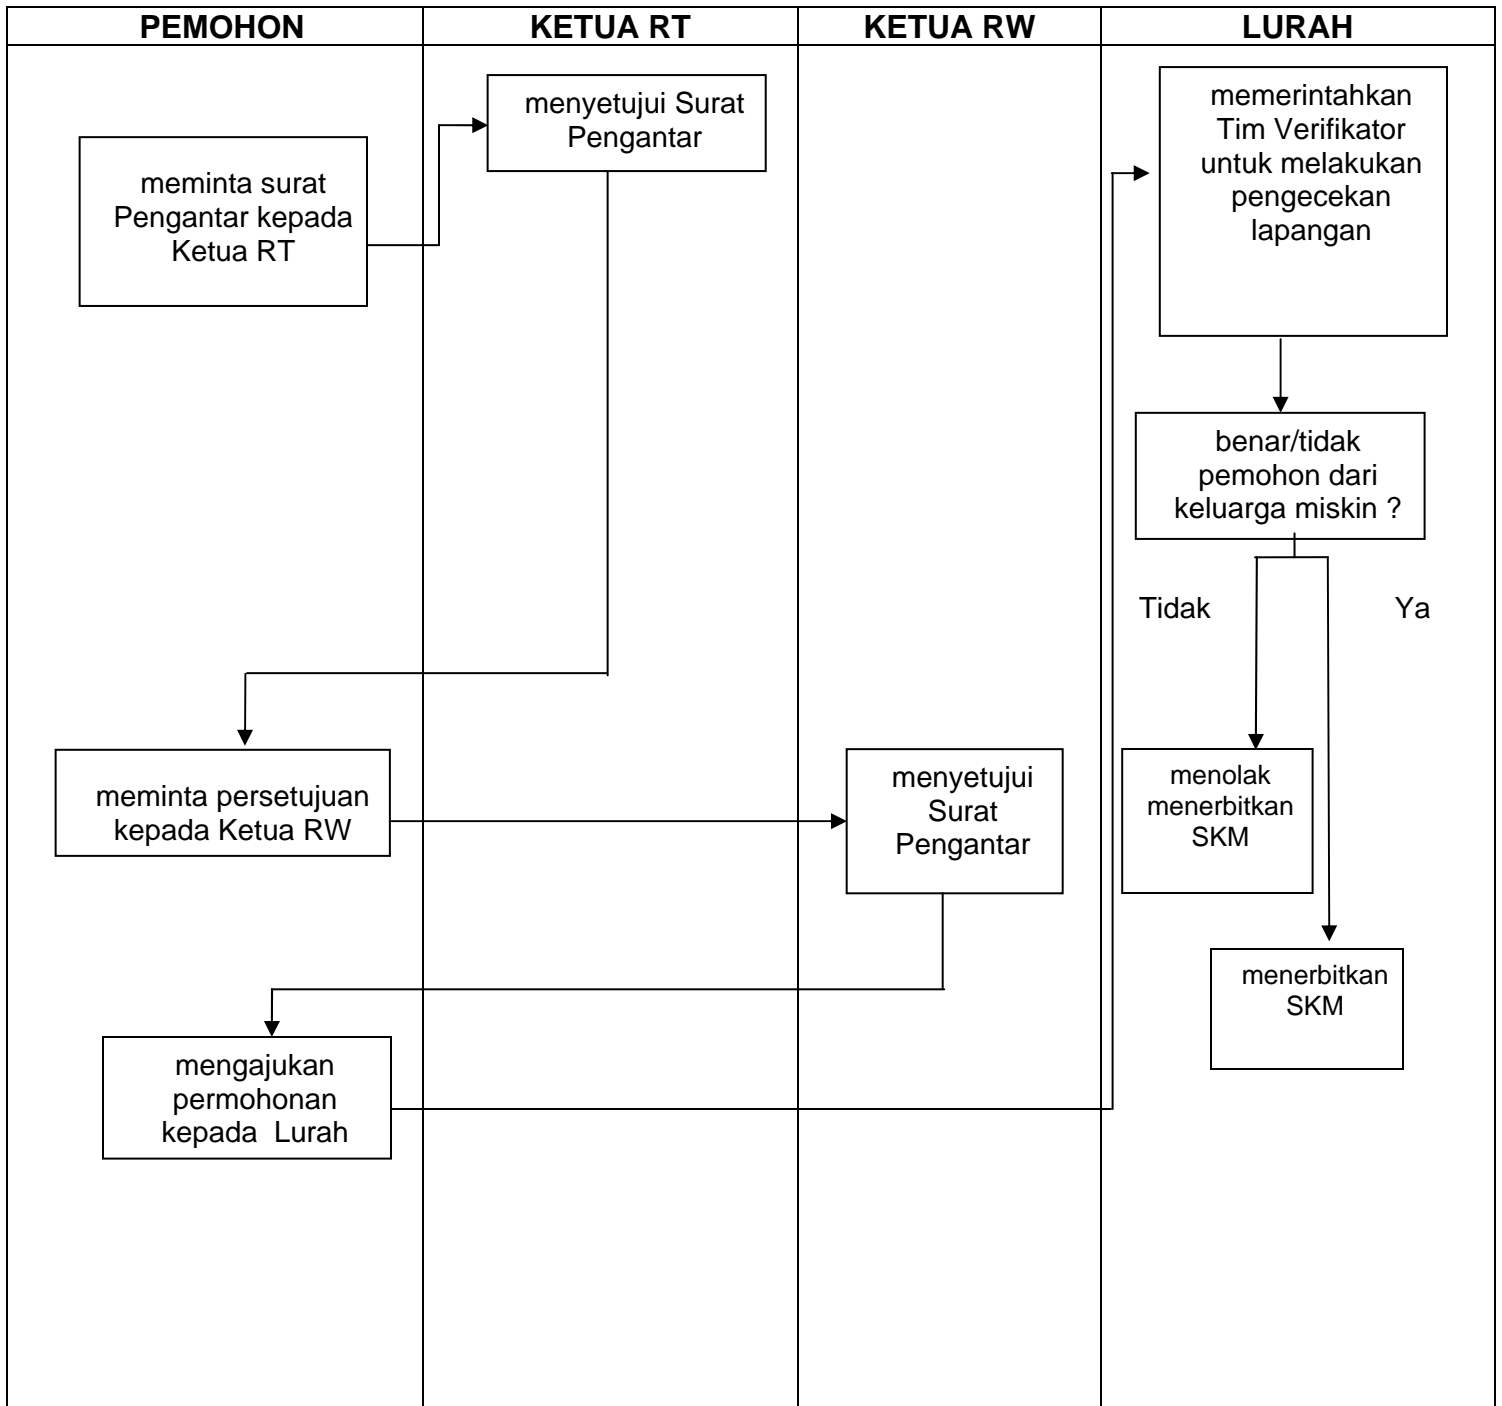 PEMOHON
KETUA RT
KETUA RW
LURAH
meminta surat
Pengantar kepada
Ketua RT
menyetujui Surat
Pengantar
meminta persetujuan
kepada Ketua RW
menyetujui
Surat
Pengantar
mengajukan
permohonan
kepada Lurah
memerintahkan
Tim Verifikator
untuk melakukan
pengecekan
lapangan
benar/tidak
pemohon dari
keluarga miskin ?
Tidak
Ya
menolak
menerbitkan
SKM
menerbitkan
SKM